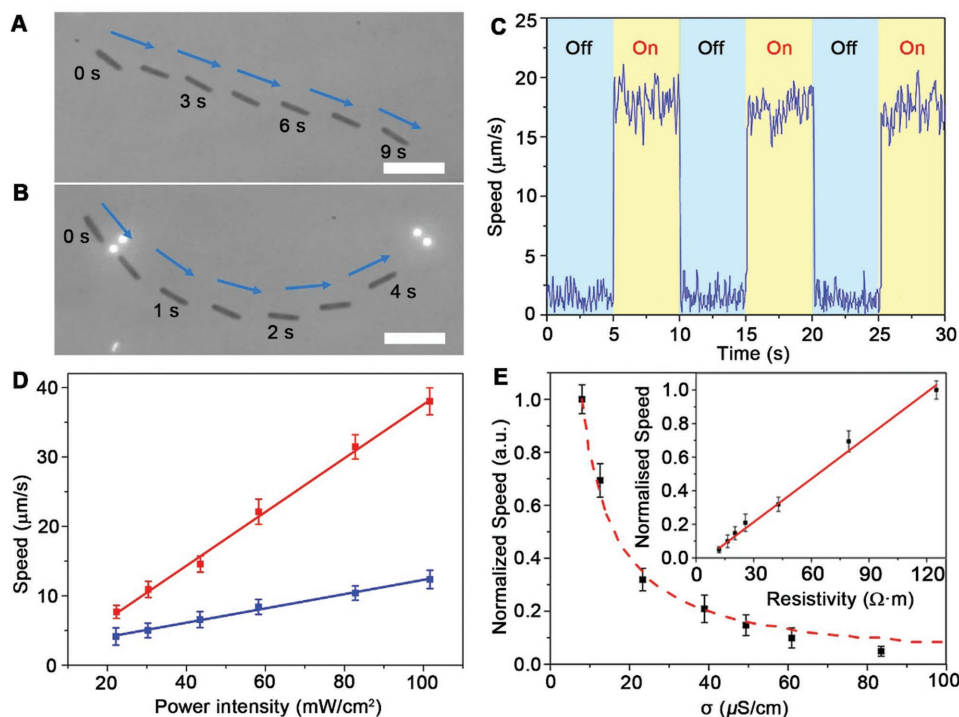 A
0 s
3 s
6 s
9 s
B
0 s
1 s
2 s
4 s
C
Off On Off On Off On
Speed (μm/s)
25
20
15
10
5
0
0 5 10 15 20 25 30
Time (s)
D
Speed (μm/s)
40
30
20
10
0
20 40 60 80 100
Power intensity (mW/cm²)
E
Normalized Speed (a.u.)
1.0
0.8
0.6
0.4
0.2
0.0
0 20 40 60 80 100
σ (μS/cm)
Normalised Speed
1.0
0.8
0.6
0.4
0.2
0.0
0 30 60 90 120
Resistivity (Ω·m)